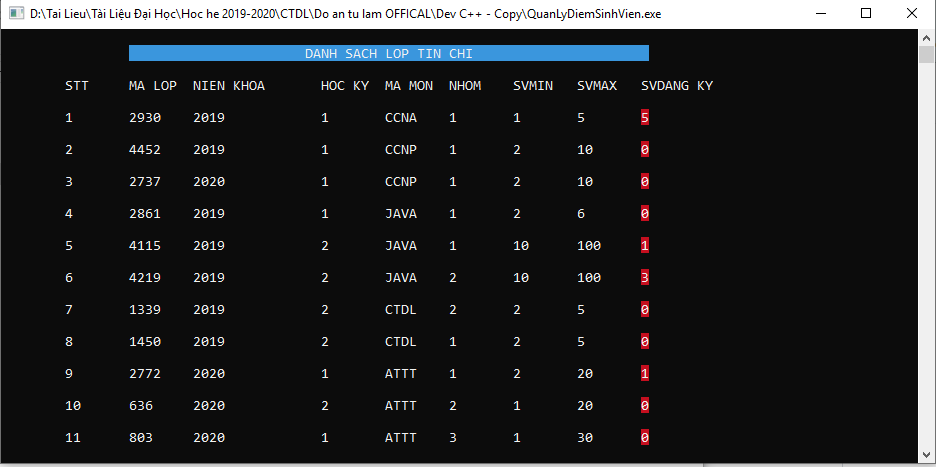 D:\Tai Lieu\Tài Liệu Đại Học\Hoc he 2019-2020\CTDL\Do an tu lam OFFICAL\Dev C++ - Copy\QuanLyDiemSinhVien.exe
DANH SACH LOP TIN CHI
STT MA LOP NIEN KHOA HOC KY MA MON NHOM SVMIN SVMAX SVDANG KY
1 2930 2019 1 CCNA 1 1 5 5
2 4452 2019 1 CCNP 1 2 10 0
3 2737 2020 1 CCNP 1 2 10 0
4 2861 2019 1 JAVA 1 2 6 0
5 4115 2019 2 JAVA 1 10 100 1
6 4219 2019 2 JAVA 2 10 100 3
7 1339 2019 2 CTDL 2 2 5 0
8 1450 2019 2 CTDL 1 2 5 0
9 2772 2020 1 ATTT 1 2 20 1
10 636 2020 2 ATTT 2 1 20 0
11 803 2020 1 ATTT 3 1 30 0